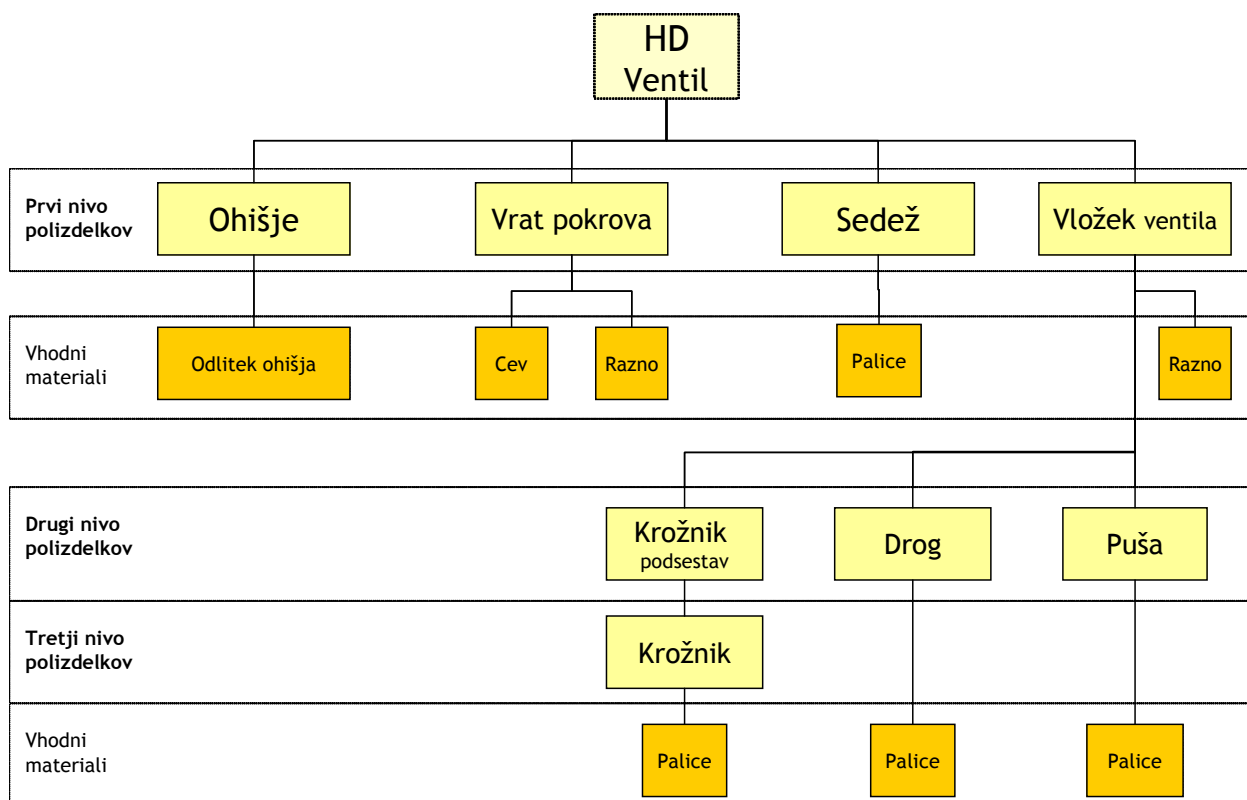 HD
Ventil
Prvi nivo
polizdelkov
Ohišje
Vrat pokrova
Sedež
Vložek ventila
Vhodni
materiali
Odlitek ohišja
Cev
Razno
Palice
Razno
Drugi nivo
polizdelkov
Krožnik
podsestav
Drog
Puša
Tretji nivo
polizdelkov
Krožnik
Vhodni
materiali
Palice
Palice
Palice